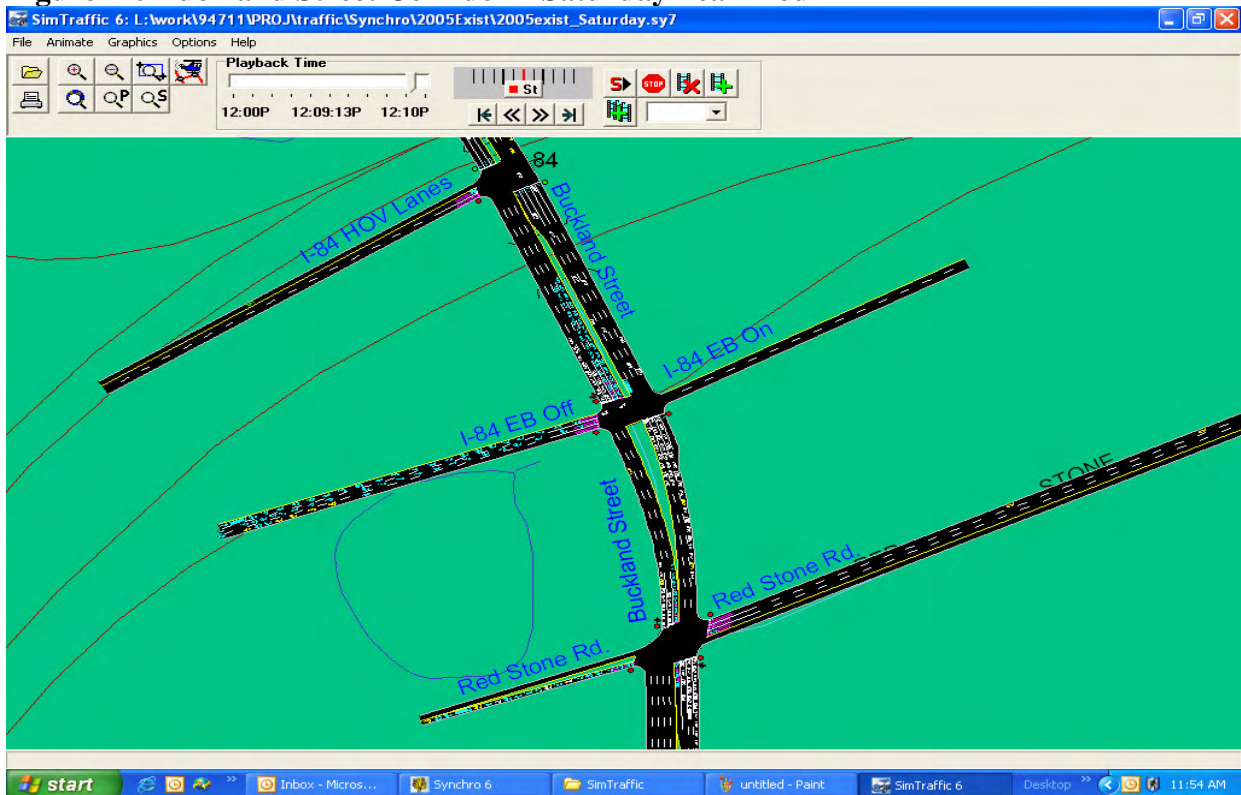 SimTraffic 6: L:\work\94711\PROJ\traffic\Synchro\2005Exist\2005exist_Saturday.sy7
File Animate Graphics Options Help
Playback Time
12:00P 12:09:13P 12:10P
St
S
STOP
P
S
84
I-84 HOV Lanes
Buckland Street
I-84 EB On
I-84 EB Off
STONE
Buckland Street
Red Stone Rd.
Red Stone Rd.
start
Inbox - Micros...
Synchro 6
SimTraffic
untitled - Paint
SimTraffic 6
Desktop
11:54 AM